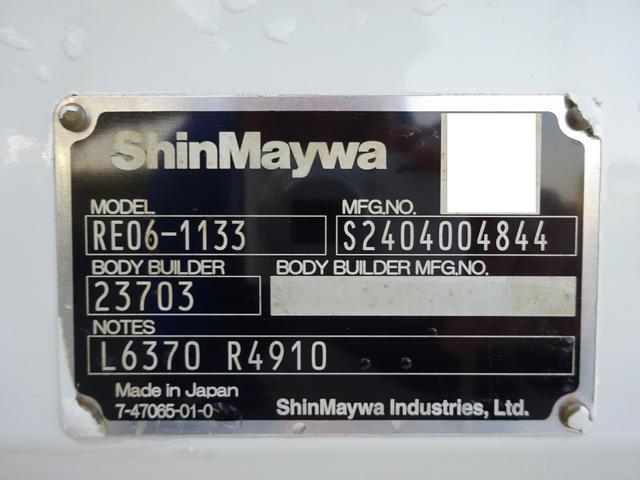 ShinMaywa
MODEL MFG.NO.
RE06-1133 S2404004844
BODY BUILDER BODY BUILDER MFG.NO.
23703
NOTES
L6370 R4910
Made in Japan
7-47065-01-0 ShinMaywa Industries, Ltd.